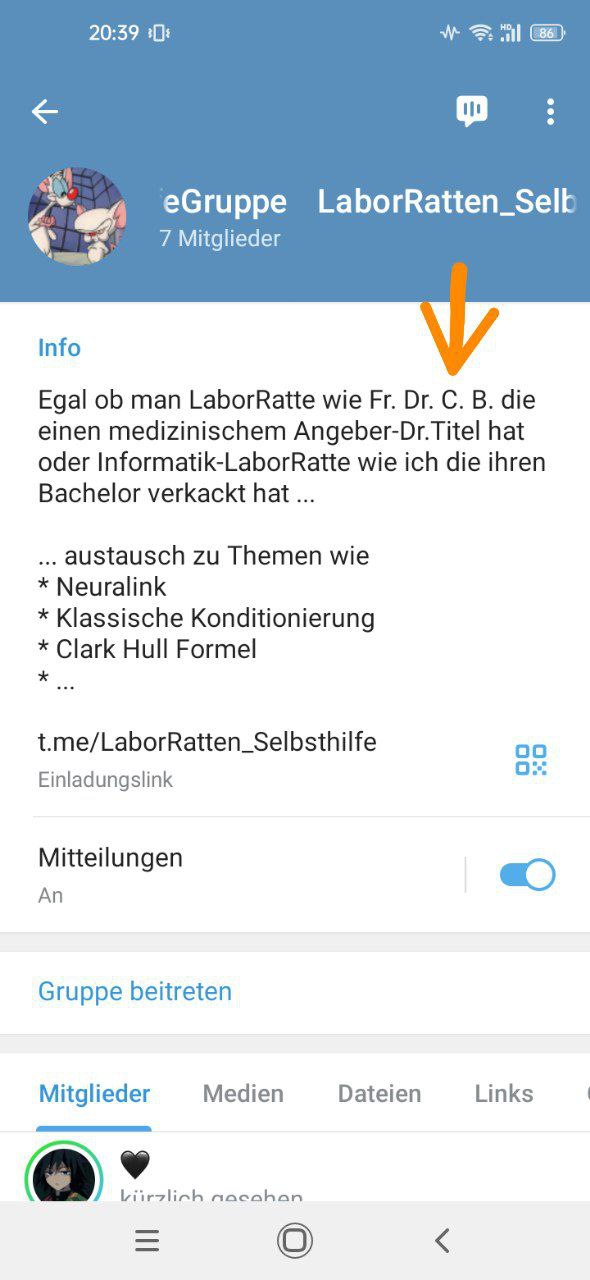 20:39
HD
86
eGruppe LaborRatten_Selb
7 Mitglieder
Info
Egal ob man LaborRatte wie Fr. Dr. C. B. die
einen medizinischem Angeber-Dr.Titel hat
oder Informatik-LaborRatte wie ich die ihren
Bachelor verkackt hat ...
... austausch zu Themen wie
* Neuralink
* Klassische Konditionierung
* Clark Hull Formel
* ...
t.me/LaborRatten_Selbsthilfe
Einladungslink
Mitteilungen
An
Gruppe beitreten
Mitglieder Medien Dateien Links
kürzlich gesehen